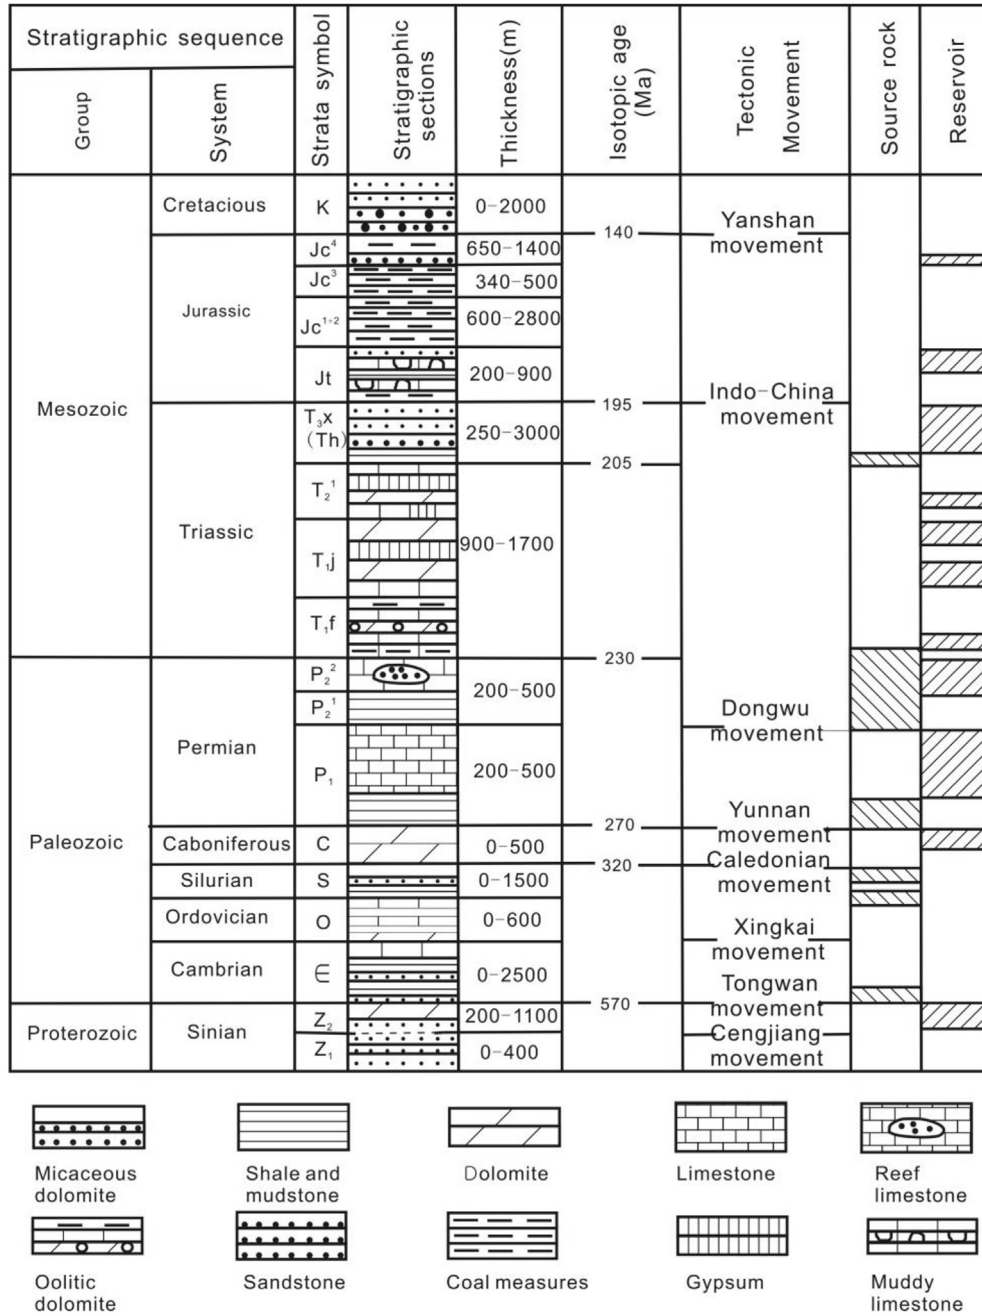 Stratigraphic sequence
Group
System
Strata symbol
Stratigraphic
sections
Thickness(m)
Isotopic age
(Ma)
Tectonic
Movement
Source rock
Reservoir
Mesozoic
Cretacious
K
0-2000
140
Yanshan
movement
Jurassic
Jc⁴
650-1400
Jc³
340-500
Jc¹⁺²
600-2800
Jt
200-900
195
Indo-China
movement
Triassic
T₃x
(Th)
250-3000
205
T₂¹
900-1700
T₁j
T₁f
230
Paleozoic
Permian
P₂²
200-500
P₂¹
Dongwu
movement
P₁
200-500
270
Yunnan
movement
Caboniferous
C
0-500
320
Caledonian
movement
Silurian
S
0-1500
Ordovician
O
0-600
Xingkai
movement
Cambrian
∈
0-2500
570
Tongwan
movement
Proterozoic
Sinian
Z₂
200-1100
Z₁
0-400
Cengjiang
movement
Micaceous
dolomite
Shale and
mudstone
Dolomite
Limestone
Reef
limestone
Oolitic
dolomite
Sandstone
Coal measures
Gypsum
Muddy
limestone